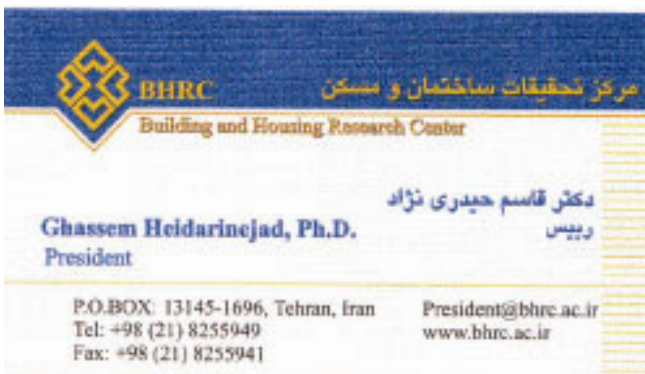 BHRC
مرکز تحقیقات ساختمان و مسکن
Building and Housing Research Center
دکتر قاسم حیدری نژاد
رییس
Ghassem Heidarinejad, Ph.D.
President
P.O.BOX: 13145-1696, Tehran, Iran
Tel: +98 (21) 8255949
Fax: +98 (21) 8255941
President@bhrc.ac.ir
www.bhrc.ac.ir